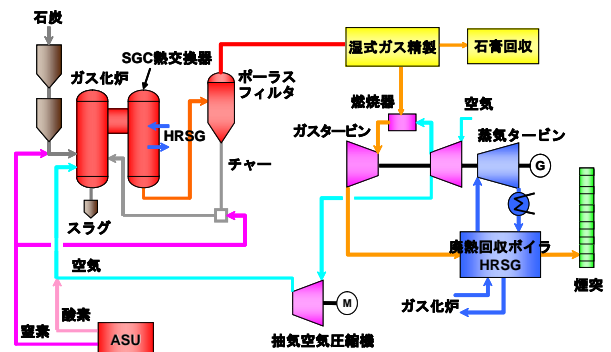 石炭
SGC熱交換器
ガス化炉
ポーラス
フィルタ
湿式ガス精製
石膏回収
燃焼器
空気
ガスタービン
蒸気タービン
HRSG
チャー
G
スラグ
空気
廃熱回収ボイラ
HRSG
煙突
酸素
M
ガス化炉
窒素
ASU
抽気空気圧縮機